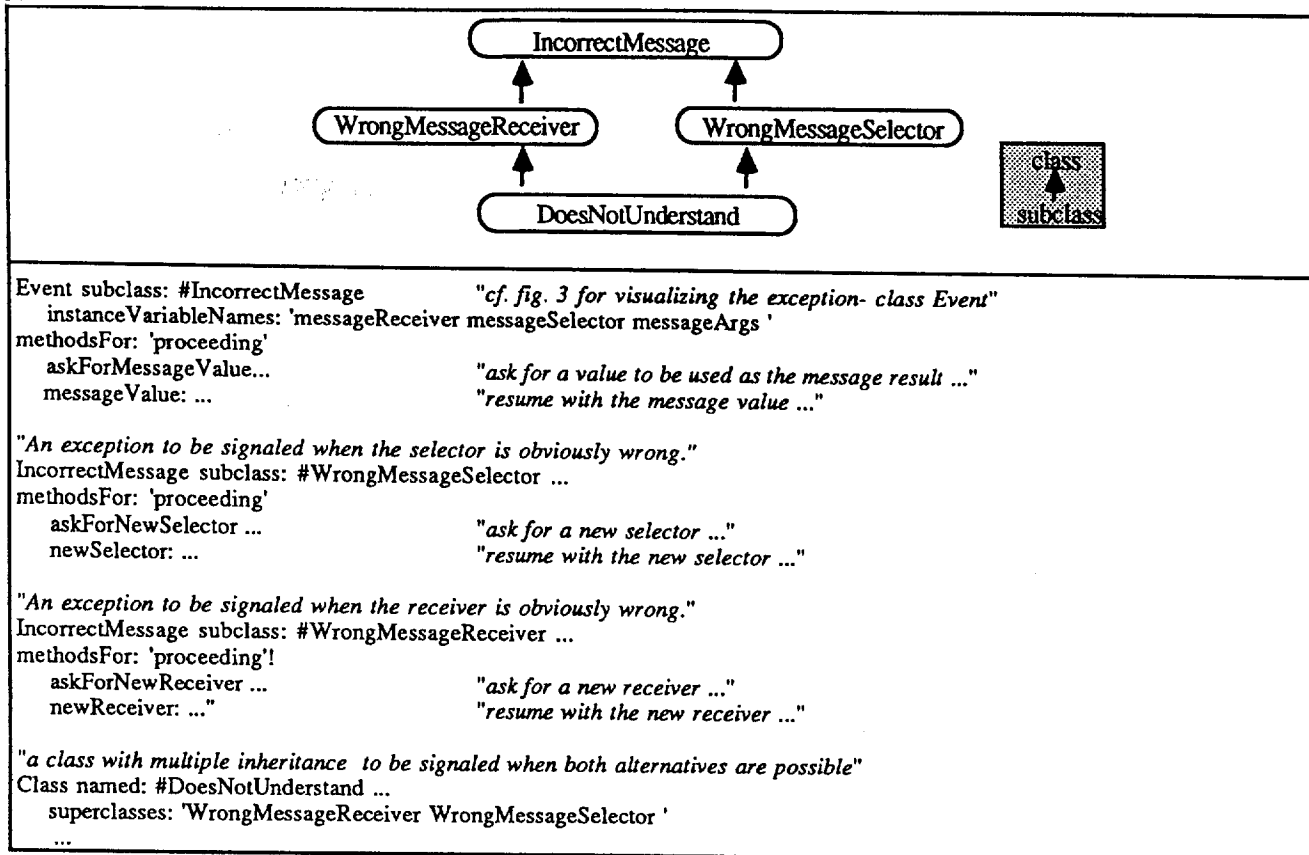 IncorrectMessage
WrongMessageReceiver WrongMessageSelector
class
subclass
DoesNotUnderstand
Event subclass: #IncorrectMessage "cf. fig. 3 for visualizing the exception- class Event"
instanceVariableNames: 'messageReceiver messageSelector messageArgs '
methodsFor: 'proceeding'
askForMessageValue... "ask for a value to be used as the message result ..."
messageValue: ... "resume with the message value ..."
"An exception to be signaled when the selector is obviously wrong."
IncorrectMessage subclass: #WrongMessageSelector ...
methodsFor: 'proceeding'
askForNewSelector ... "ask for a new selector ..."
newSelector: ... "resume with the new selector ..."
"An exception to be signaled when the receiver is obviously wrong."
IncorrectMessage subclass: #WrongMessageReceiver ...
methodsFor: 'proceeding'!
askForNewReceiver ... "ask for a new receiver ..."
newReceiver: ..." "resume with the new receiver ..."
"a class with multiple inheritance to be signaled when both alternatives are possible"
Class named: #DoesNotUnderstand ...
superclasses: 'WrongMessageReceiver WrongMessageSelector '
...